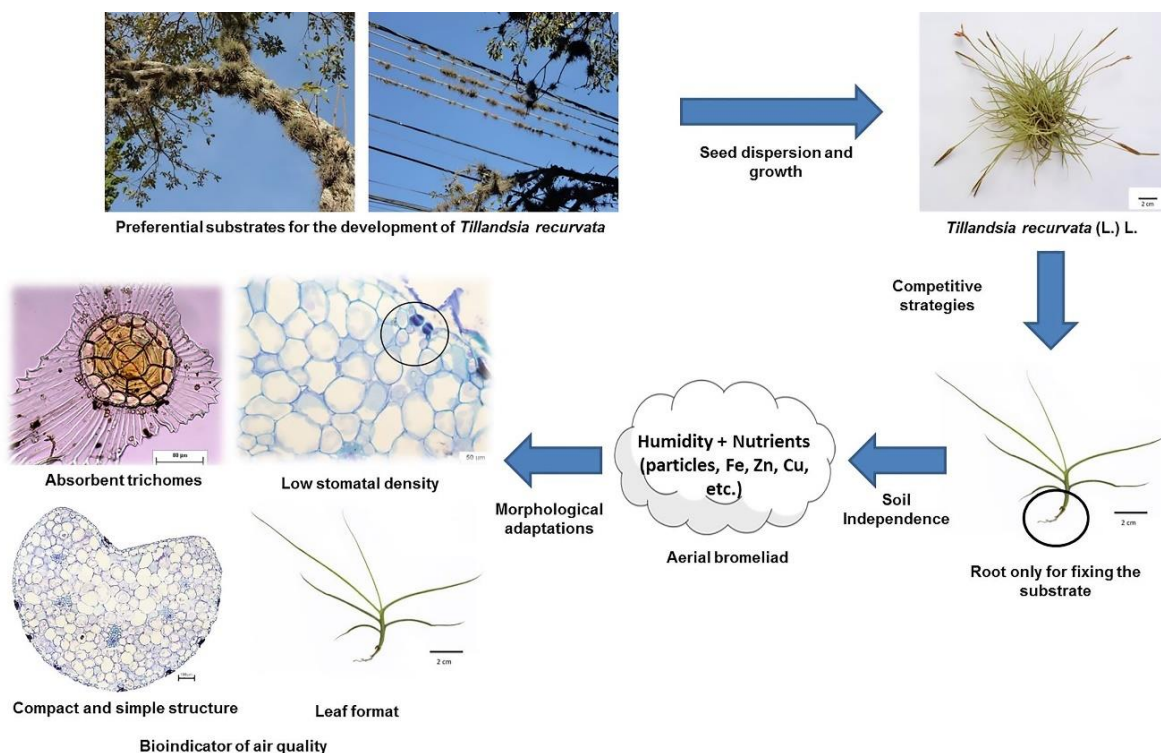 Seed dispersion and
growth
2 cm
Preferential substrates for the development of Tillandsia recurvata
Tillandsia recurvata (L.) L.
Competitive
strategies
80 µm
50 µm
Absorbent trichomes
Low stomatal density
Morphological
adaptations
Humidity + Nutrients
(particles, Fe, Zn, Cu,
etc.)
Aerial bromeliad
Soil
Independence
2 cm
Root only for fixing the
substrate
2 cm
Compact and simple structure
Leaf format
Bioindicator of air quality